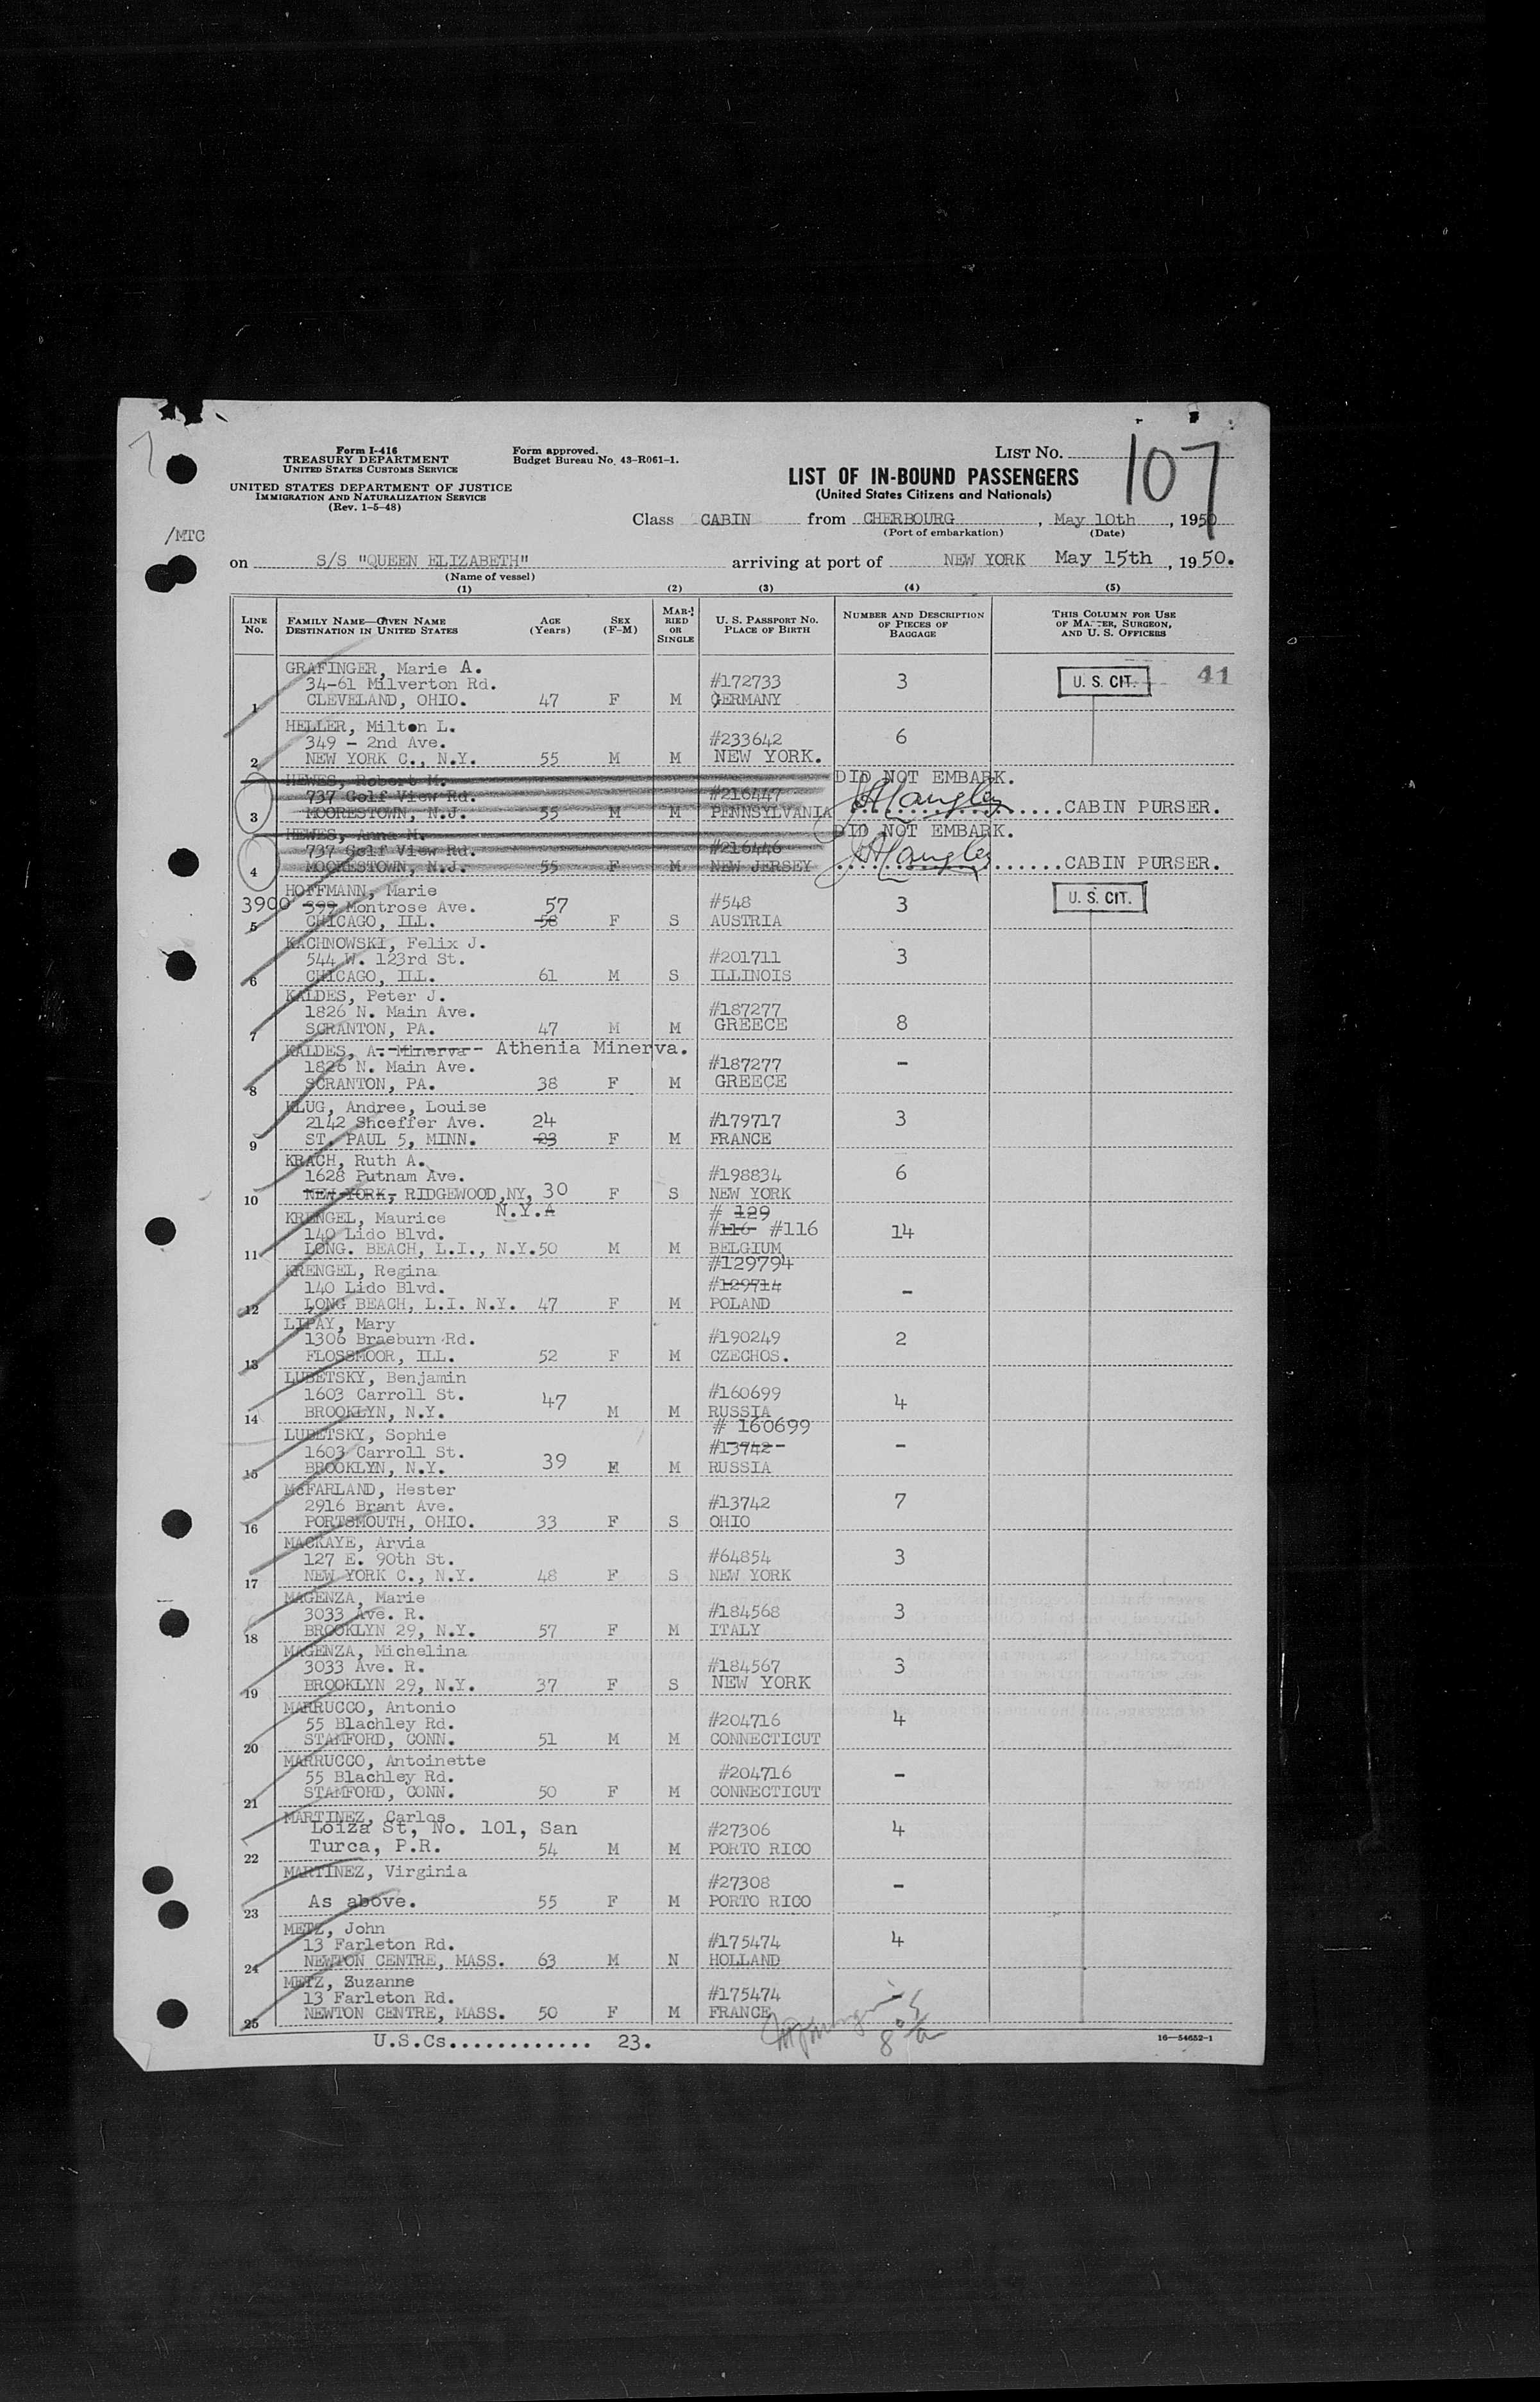 Form I-416
TREASURY DEPARTMENT
UNITED STATES CUSTOMS SERVICE
UNITED STATES DEPARTMENT OF JUSTICE
IMMIGRATION AND NATURALIZATION SERVICE
(Rev. 1-5-48)
Form approved.
Budget Bureau No. 43-R061-1.
LIST NO. 107
LIST OF IN-BOUND PASSENGERS
(United States Citizens and Nationals)
/MTC
Class CABIN from CHERBOURG, May 10th, 1950
(Port of embarkation) (Date)
on S/S "QUEEN ELIZABETH" arriving at port of NEW YORK May 15th, 1950.
(Name of vessel)
(1) (2) (3) (4) (5)
LINE No. FAMILY NAME—GIVEN NAME DESTINATION IN UNITED STATES AGE (Years) SEX (F-M) MARRIED OR SINGLE U. S. PASSPORT NO. PLACE OF BIRTH NUMBER AND DESCRIPTION OF PIECES OF BAGGAGE THIS COLUMN FOR USE OF MASTER, SURGEON, AND U. S. OFFICERS
GRAFINGER, Marie A.
34-61 Milverton Rd. #172733 3 U. S. CIT. 41
1 CLEVELAND, OHIO. 47 F M GERMANY
HELLER, Milton L.
349 - 2nd Ave. #233642 6
2 NEW YORK C., N.Y. 55 M M NEW YORK.
HEWES, Robert M. DID NOT EMBARK.
737 Golf View Rd. #216447
3 MOORESTOWN, N.J. 55 M M PENNSYLVANIA CABIN PURSER.
HEWES, Anna M. DID NOT EMBARK.
737 Golf View Rd. #216446
4 MOORESTOWN, N.J. 55 F M NEW JERSEY CABIN PURSER.
HOFFMANN, Marie
3900 399 Montrose Ave. 57 #548 3 U. S. CIT.
5 CHICAGO, ILL. 58 F S AUSTRIA
KACHNOWSKI, Felix J.
544 W. 123rd St. #201711 3
6 CHICAGO, ILL. 61 M S ILLINOIS
KALDES, Peter J.
1826 N. Main Ave. #187277
7 SCRANTON, PA. 47 M M GREECE 8
KALDES, A. Minerva Athenia Minerva.
1826 N. Main Ave. #187277 -
8 SCRANTON, PA. 38 F M GREECE
KLUG, Andree, Louise
2142 Shceffer Ave. 24 #179717 3
9 ST. PAUL 5, MINN. 23 F M FRANCE
KRACH, Ruth A.
1628 Putnam Ave. #198834 6
10 NEW YORK, RIDGEWOOD,NY, 30 F S NEW YORK
N.Y.A # 129
KRENGEL, Maurice
140 Lido Blvd. #116 #116 14
11 LONG. BEACH, L.I., N.Y. 50 M M BELGIUM
KRENGEL, Regina #129794
140 Lido Blvd. #129714 -
12 LONG BEACH, L.I. N.Y. 47 F M POLAND
LIPAY, Mary
1306 Braeburn Rd. #190249 2
13 FLOSSMOOR, ILL. 52 F M CZECHOS.
LUBETSKY, Benjamin
1603 Carroll St. 47 #160699 4
14 BROOKLYN, N.Y. M M RUSSIA
LUBETSKY, Sophie # 160699
1603 Carroll St. 39 #13742 -
15 BROOKLYN, N.Y. F M RUSSIA
McFARLAND, Hester
2916 Brant Ave. #13742 7
16 PORTSMOUTH, OHIO. 33 F S OHIO
MACKAYE, Arvia
127 E. 90th St. #64854 3
17 NEW YORK C., N.Y. 48 F S NEW YORK
MAGENZA, Marie
3033 Ave. R. #184568 3
18 BROOKLYN 29, N.Y. 57 F M ITALY
MAGENZA, Michelina
3033 Ave. R. #184567 3
19 BROOKLYN 29, N.Y. 37 F S NEW YORK
MARRUCCO, Antonio
55 Blachley Rd. #204716 4
20 STAMFORD, CONN. 51 M M CONNECTICUT
MARRUCCO, Antoinette
55 Blachley Rd. #204716 -
21 STAMFORD, CONN. 50 F M CONNECTICUT
MARTINEZ, Carlos
Loiza St, No. 101, San #27306 4
22 Turca, P.R. 54 M M PORTO RICO
MARTINEZ, Virginia
#27308 -
23 As above. 55 F M PORTO RICO
METZ, John
13 Farleton Rd. #175474 4
24 NEWTON CENTRE, MASS. 63 M N HOLLAND
METZ, Suzanne
13 Farleton Rd. #175474 -
25 NEWTON CENTRE, MASS. 50 F M FRANCE
U.S.Cs............. 23.
16—54652-1